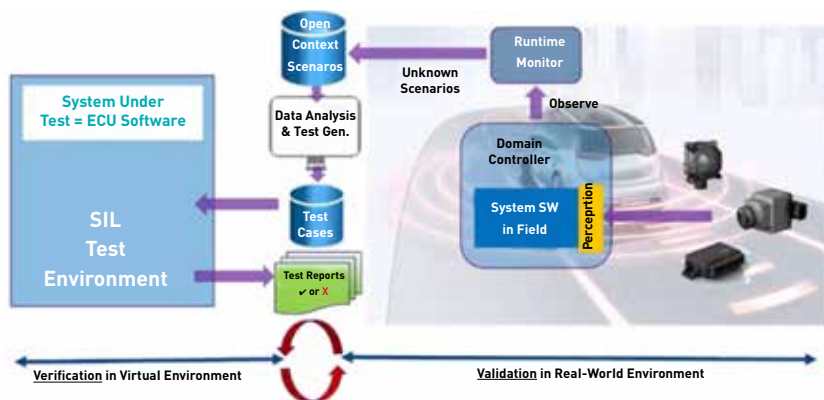 Open
Context
Scenaros
Runtime
Monitor
Unknown
Scenarios
Observe
System Under
Test = ECU Software
Data Analysis
& Test Gen.
Domain
Controller
System SW
in Field
Perceprtion
SIL
Test
Environment
Test
Cases
Test Reports
✔ or X
Verification in Virtual Environment
Validation in Real-World Environment